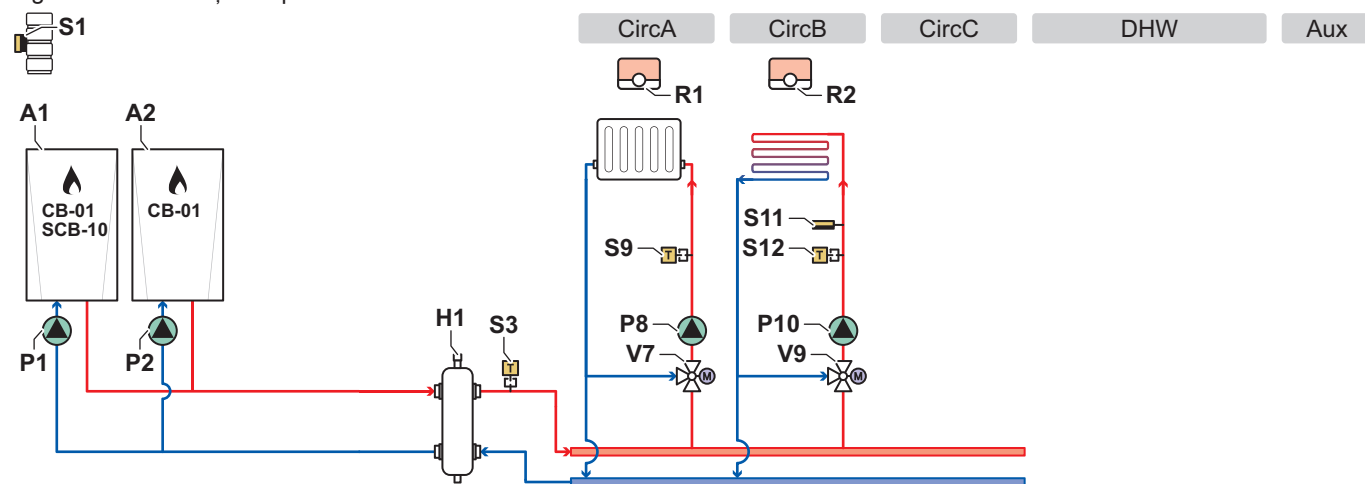 S1
CircA CircB CircC DHW Aux
R1 R2
A1 A2
CB-01
SCB-10
CB-01
S11
S9 T S12 T
H1 S3
T
P1 P2
P8 P10
V7 M V9 M